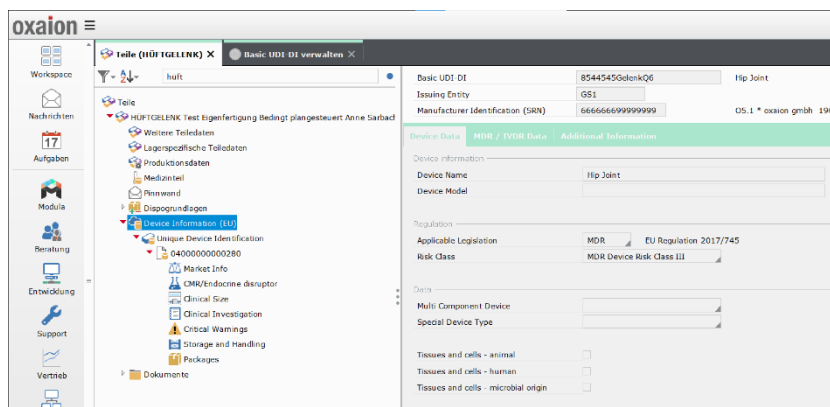 oxaion
Workspace
Nachrichten
17
Aufgaben
Modula
Beratung
Entwicklung
Support
Vertrieb
Teile (HÜFTGELENK) X
Basic UDI-DI verwalten X
huft
Teile
HÜFTGELENK Test Eigenfertigung Bedingt plangesteuert Anne Sarbach
Weitere Teiledaten
Lagerspezifische Teiledaten
Produktionsdaten
Medizinteil
Pinnwand
Dispogrundlagen
Device Information (EU)
Unique Device Identification
04000000000280
Market Info
CMR/Endocrine disruptor
Clinical Size
Clinical Investigation
Critical Warnings
Storage and Handling
Packages
Dokumente
Basic UDI-DI 8544545GelenkQ6 Hip Joint
Issuing Entity GS1
Manufacturer Identification (SRN) 666666699999999 O5.1 * oxaion gmbh
Device Data MDR / IVDR Data Additional Information
Device information
Device Name Hip Joint
Device Model
Regulation
Applicable Legislation MDR EU Regulation 2017/745
Risk Class MDR Device Risk Class III
Data
Multi Component Device
Special Device Type
Tissues and cells - animal
Tissues and cells - human
Tissues and cells - microbial origin